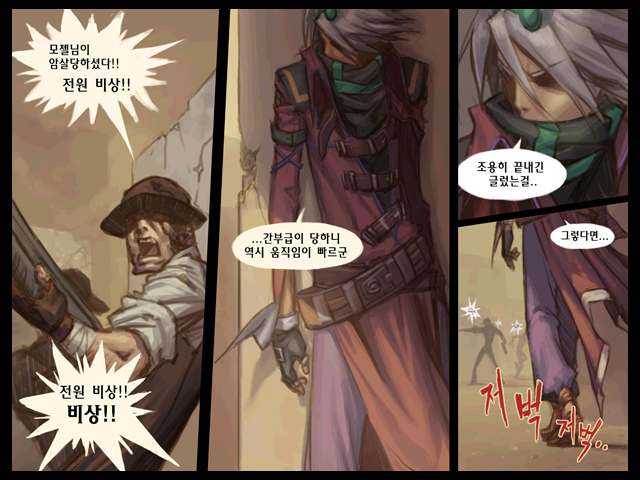 모젤님이
암살당하셨다!!
전원 비상!!
전원 비상!!
비상!!
...간부급이 당하니
역시 움직임이 빠르군
조용히 끝내긴
글렀는걸..
그렇다면...
저벅
저벅..